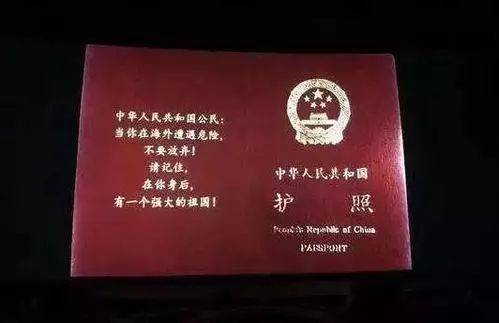 中华人民共和国公民:
当你在海外遭遇危险,
不要放弃!
请记住,
在你身后,
有一个强大的祖国!
中华人民共和国
护 照
People's Republic of China
PASSPORT